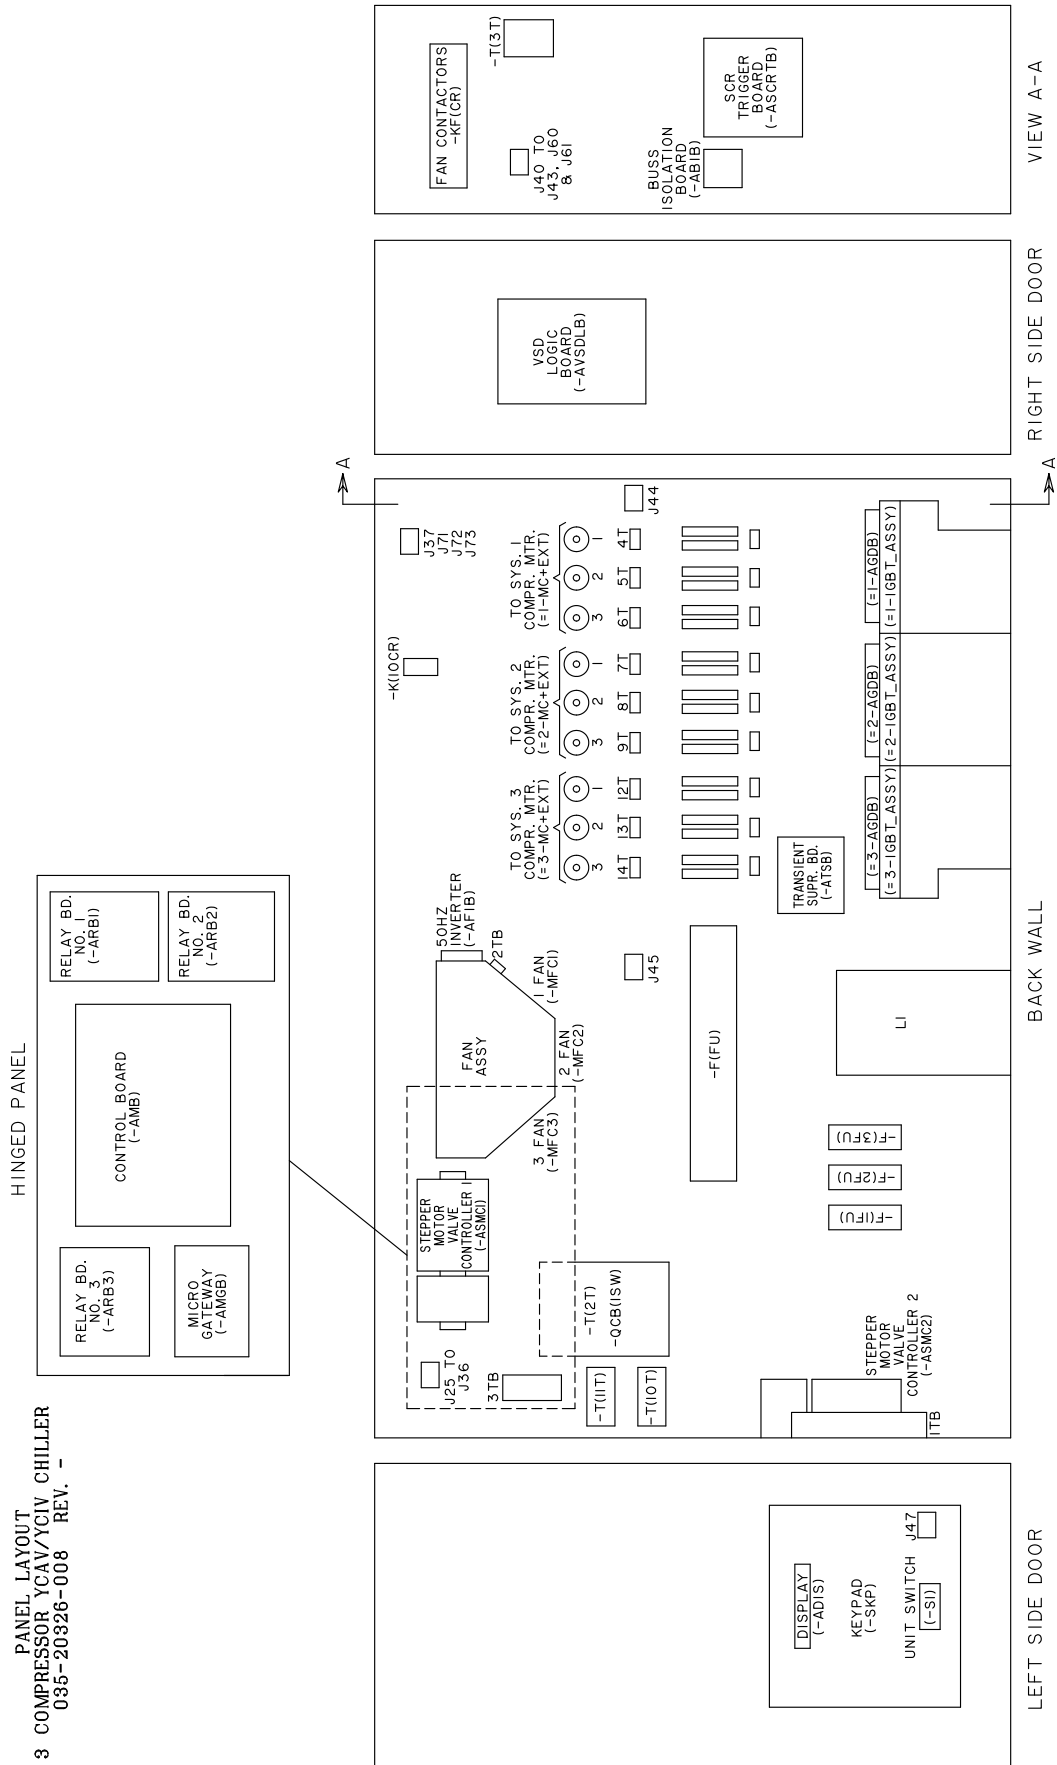 PANEL LAYOUT
3 COMPRESSOR YCAV/YCIV CHILLER
035-20326-008 REV. -
HINGED PANEL
RELAY BD.
NO. 3
(-ARB3)
MICRO
GATEWAY
(-AMGB)
CONTROL BOARD
(-AMB)
RELAY BD.
NO. 1
(-ARB1)
RELAY BD.
NO. 2
(-ARB2)
DISPLAY
(-ADIS)
KEYPAD
(-SKP)
UNIT SWITCH
(-S1)
J47
LEFT SIDE DOOR
J25 TO
J36
3TB
-T(11T)
-T(10T)
-T(2T)
-QCB(1SW)
STEPPER
MOTOR
VALVE
CONTROLLER 1
(-ASMC1)
STEPPER
MOTOR
VALVE
CONTROLLER 2
(-ASMC2)
1TB
FAN
ASSY
3 FAN
(-MFC3)
2 FAN
(-MFC2)
1 FAN
(-MFC1)
50HZ
INVERTER
(-AF1B)
2TB
J45
-F(FU)
-F(1FU)
-F(2FU)
-F(3FU)
L1
TRANSIENT
SUPR. BD.
(-ATSB)
TO SYS. 3
COMPR. MTR.
(=3-MC+EXT)
3 2 1
14T 13T 12T
TO SYS. 2
COMPR. MTR.
(=2-MC+EXT)
3 2 1
9T 8T 7T
TO SYS. 1
COMPR. MTR.
(=1-MC+EXT)
3 2 1
6T 5T 4T
-K(10CR)
J37
J71
J72
J73
J44
(=3-AGDB)
(=3-IGBT_ASSY)
(=2-AGDB)
(=2-IGBT_ASSY)
(=1-AGDB)
(=1-IGBT_ASSY)
A
A
BACK WALL
VSD
LOGIC
BOARD
(-AVSDLB)
RIGHT SIDE DOOR
FAN CONTACTORS
-KF(CR)
-T(3T)
J40 TO
J43, J60
& J61
BUSS
ISOLATION
BOARD
(-ABIB)
SCR
TRIGGER
BOARD
(-ASCRTB)
VIEW A-A